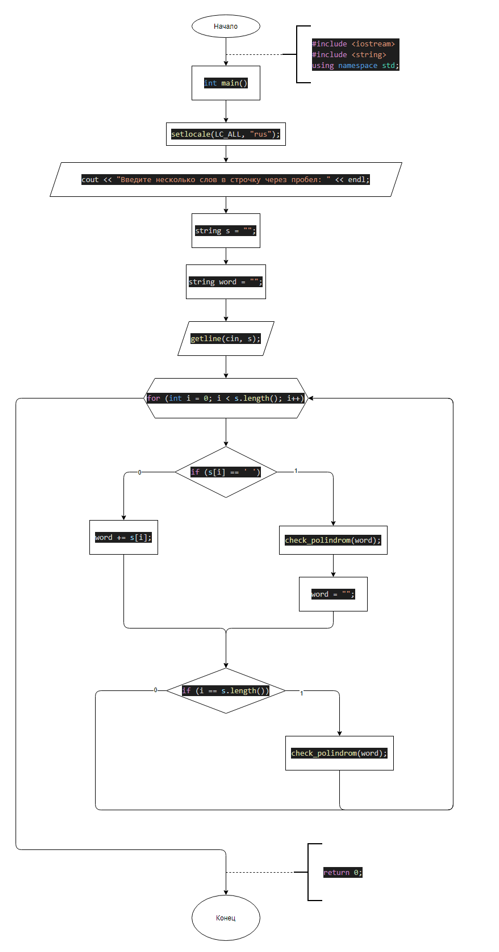 Начало
#include <iostream>
#include <string>
using namespace std;
int main()
setlocale(LC_ALL, "rus");
cout << "Введите несколько слов в строчку через пробел: " << endl;
string s = "";
string word = "";
getline(cin, s);
for (int i = 0; i < s.length(); i++)
if (s[i] == ' ')
0
1
word += s[i];
check_polindrom(word);
word = "";
if (i == s.length())
0
1
check_polindrom(word);
return 0;
Конец